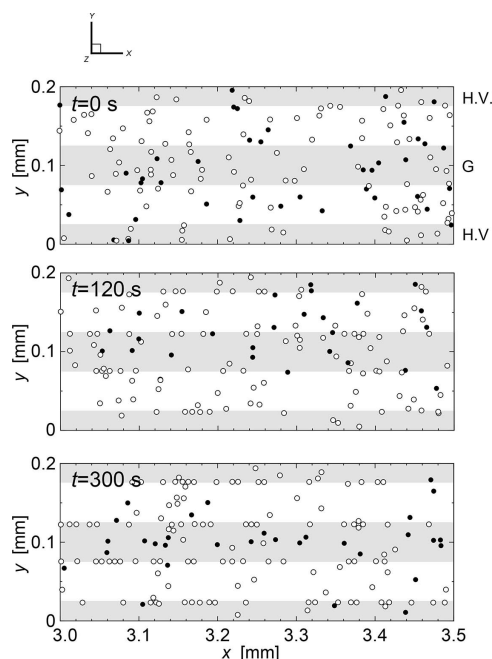 Y
Z X
0.2
t=0 s
H.V.
y [mm]
0.1
G
0
H.V
0.2
t=120 s
y [mm]
0.1
0
0.2
t=300 s
y [mm]
0.1
0
3.0 3.1 3.2 3.3 3.4 3.5
x [mm]